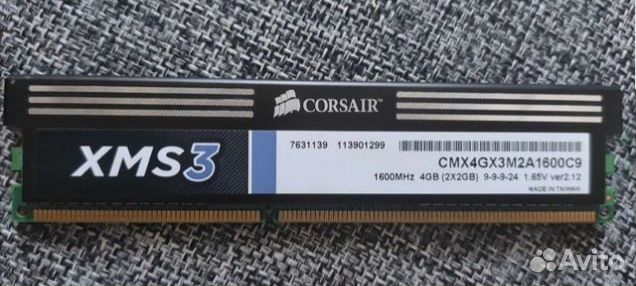 CORSAIR
XMS3
7631139 113901299
CMX4GX3M2A1600C9
1600MHz 4GB (2X2GB) 9-9-9-24 1.65V ver2.12
MADE IN TAIWAN
Avito